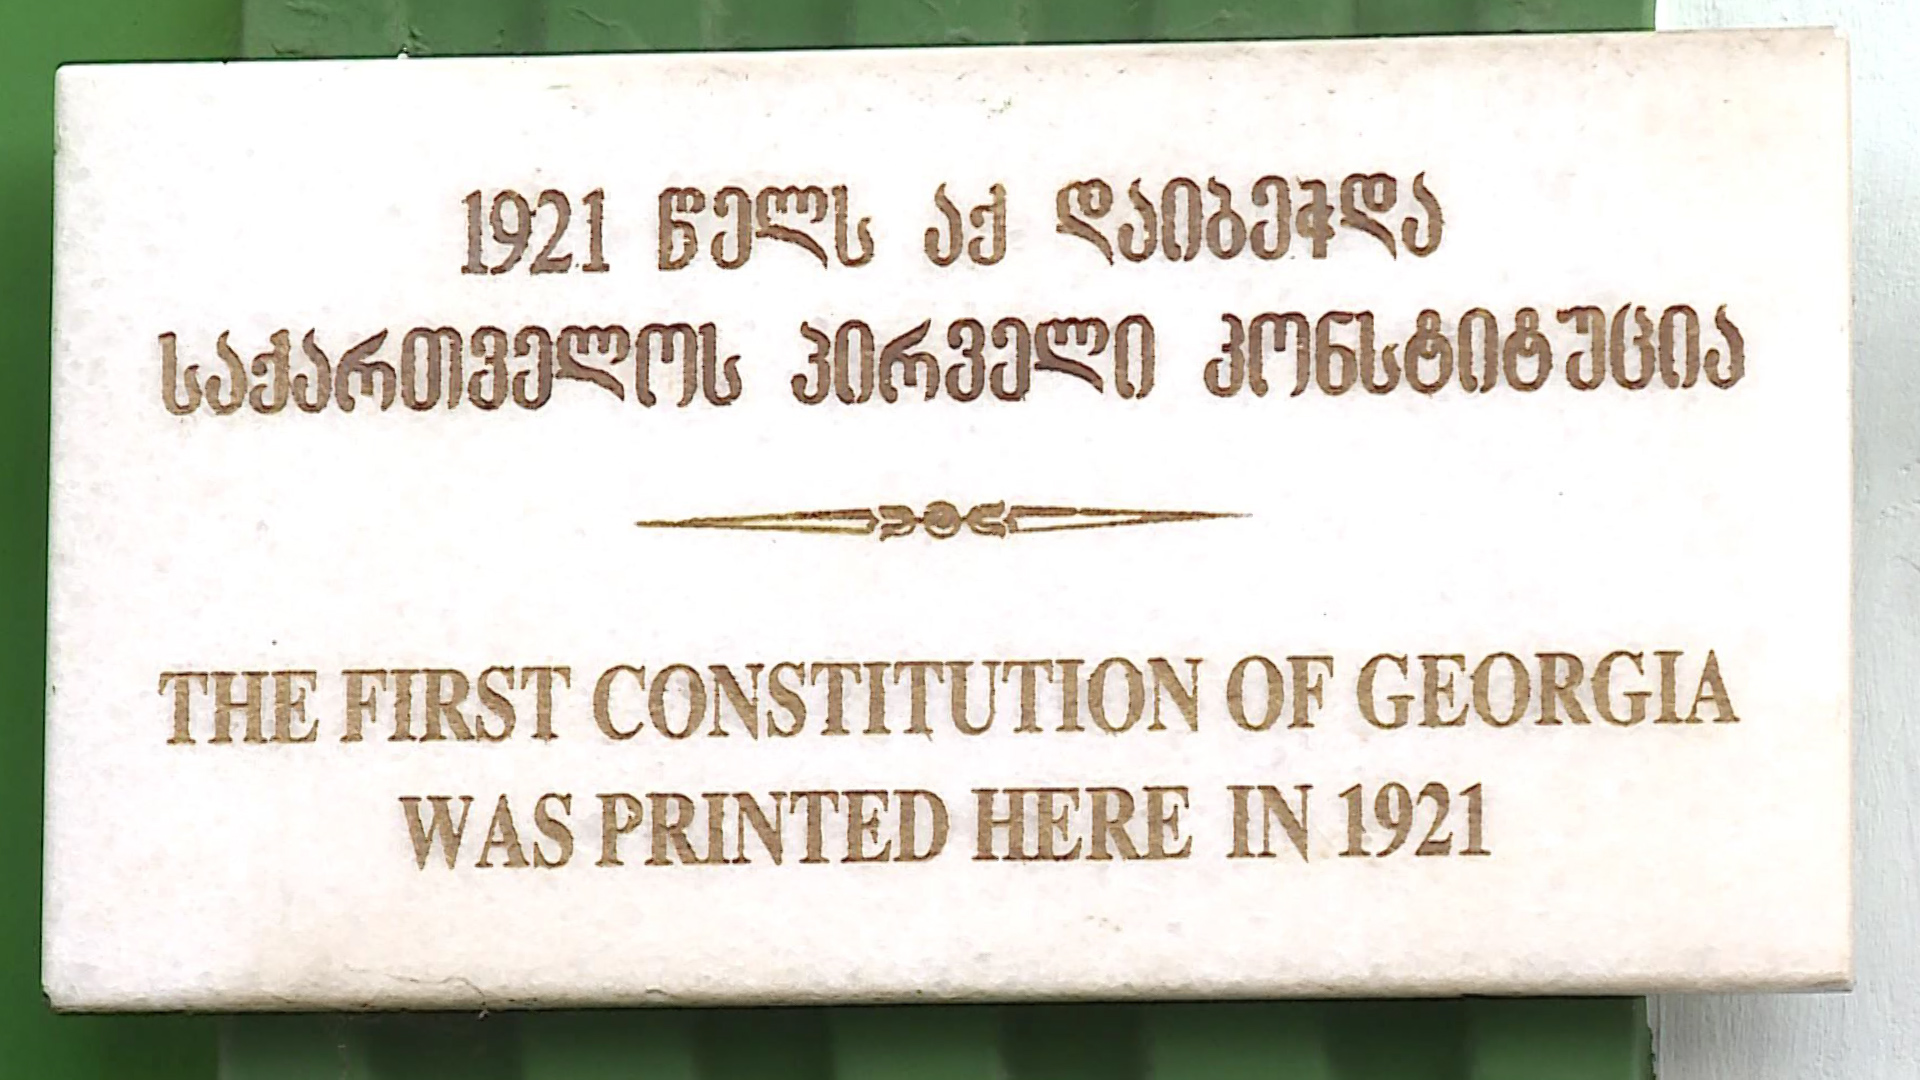 1921 წელს აქ დაიბეჭდა
საქართველოს პირველი კონსტიტუცია
THE FIRST CONSTITUTION OF GEORGIA
WAS PRINTED HERE IN 1921